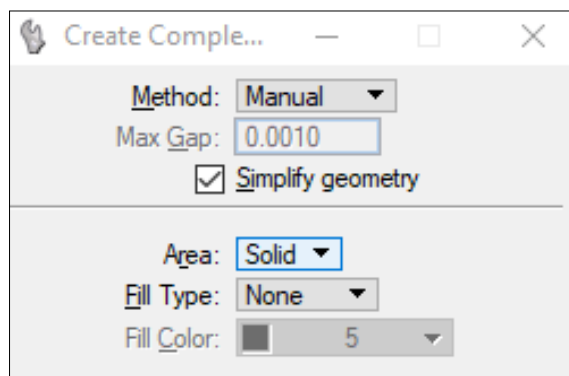 Create Comple...
Method: Manual
Max Gap: 0.0010
Simplify geometry
Area: Solid
Fill Type: None
Fill Color: 5